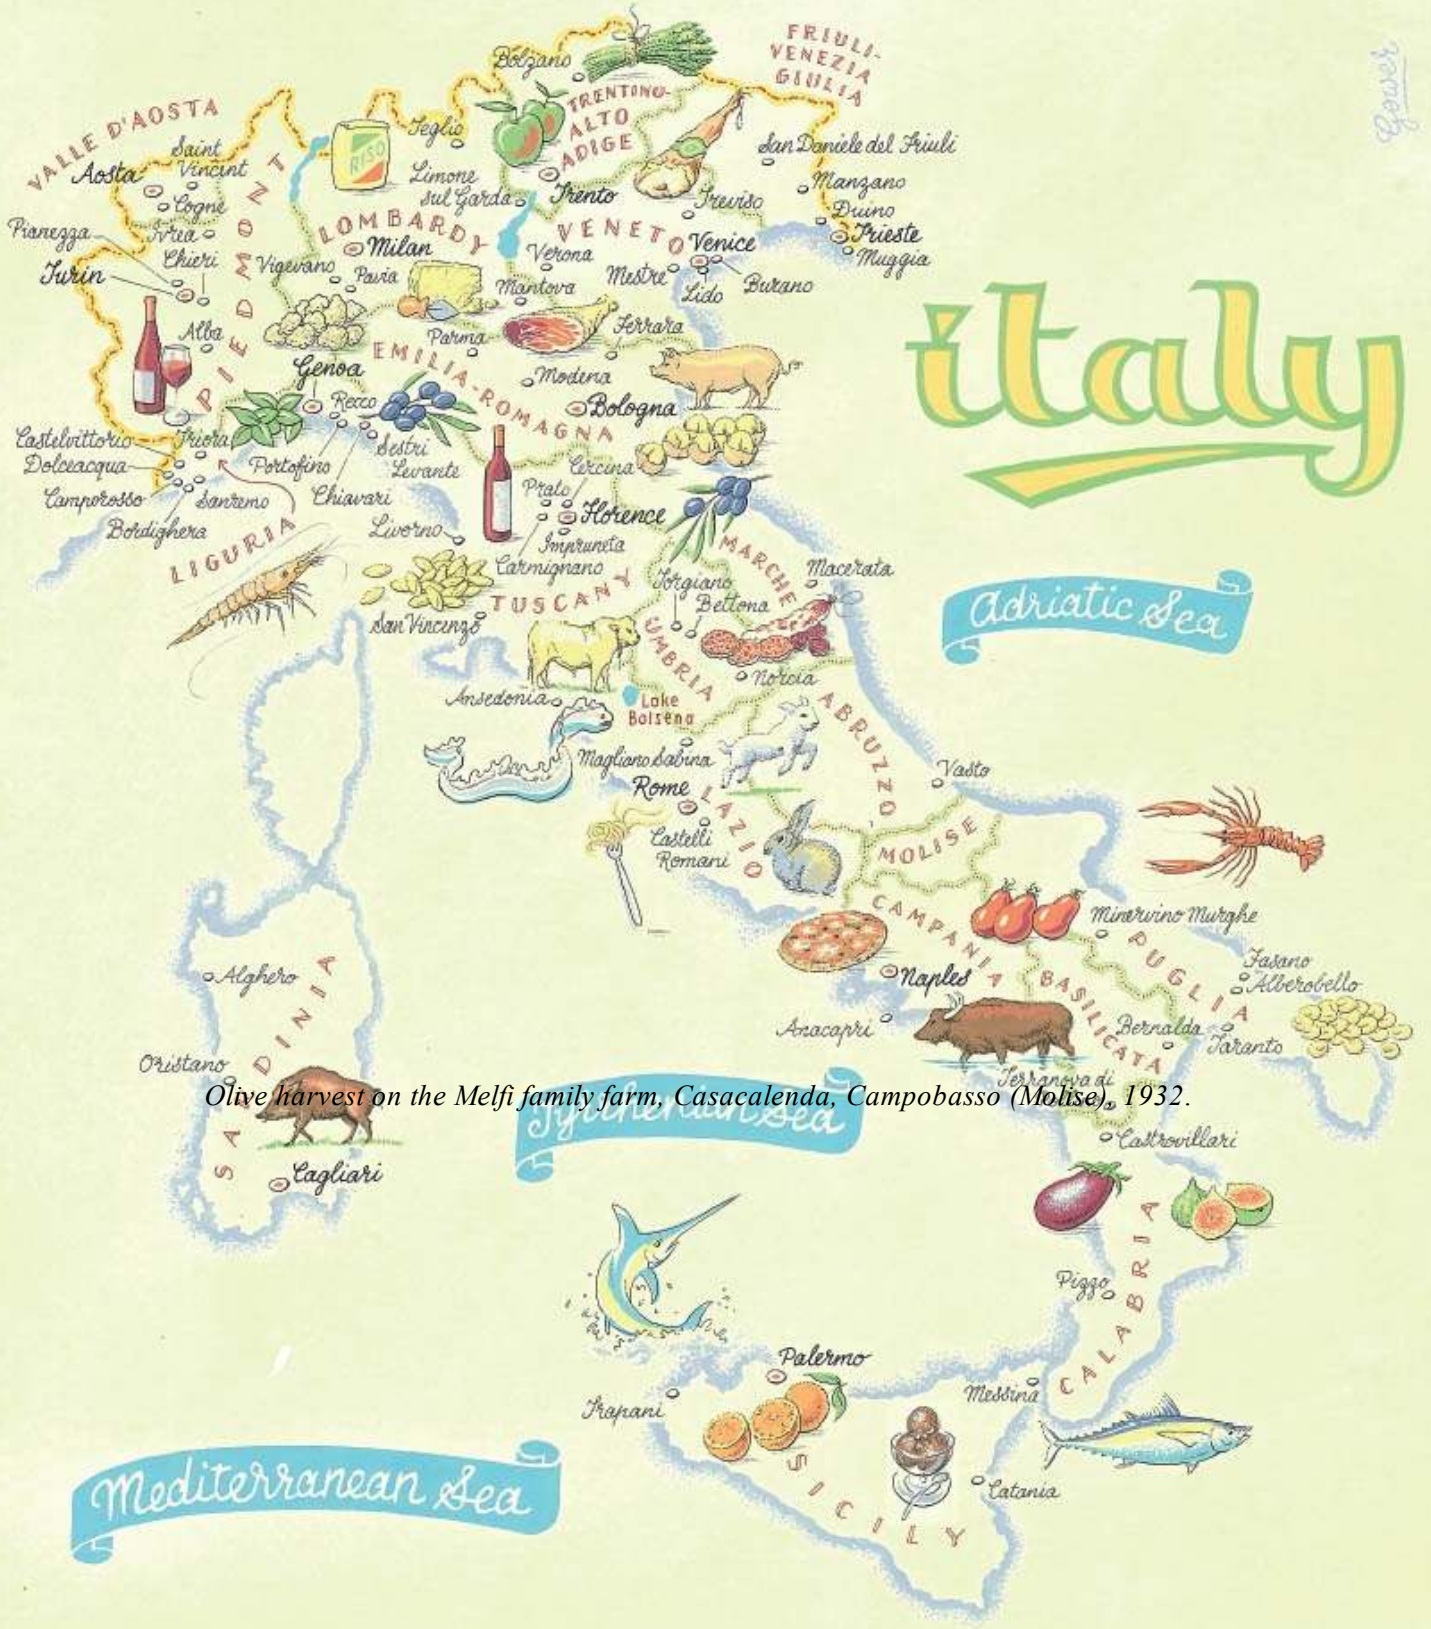 Gower
FRIULI-
VENEZIA
GIULIA
Bolzano
TRENTINO-
ALTO
ADIGE
VALLE D'AOSTA
Saint
Vincint
Aosta
Cogne
RISO
Teglio
Limone
sul Garda
Trento
San Daniele del Friuli
Manzano
Duino
Trieste
Muggia
Treviso
Pianezza
Ivrea
Chieri
Turin
PIEDMONT
LOMBARDY
Milan
Vigevano
Pavia
VENETO
Venice
Verona
Mestre
Lido
Burano
Mantova
Alba
Parma
Ferrara
italy
Genoa
EMILIA-ROMAGNA
Modena
Recco
Bologna
Castelvittorio
Triora
Dolceacqua
Portofino
Sestri
Levante
Cercina
Camporosso
Sanremo
Chiavari
Prato
Florence
Bordighera
Livorno
Impruneta
LIGURIA
Carmignano
MARCHE
Macerata
Adriatic Sea
TUSCANY
Torgiano
Bettona
San Vincenzo
UMBRIA
Norcia
Ansedonia
Lake
Bolsena
ABRUZZO
Magliano Sabina
Rome
Vasto
LAZIO
Castelli
Romani
MOLISE
CAMPANIA
Minervino Murghe
PUGLIA
Fasano
Alberobello
Alghero
Naples
BASILICATA
Anacapri
Bernalda
Taranto
SARDINIA
Oristano
Terranova di
Olive harvest on the Melfi family farm, Casacalenda, Campobasso (Molise), 1932.
Tyrrhenian Sea
Castrovillari
Cagliari
Pizzo
CALABRIA
Palermo
Messina
Trapani
Mediterranean Sea
Catania
SICILY